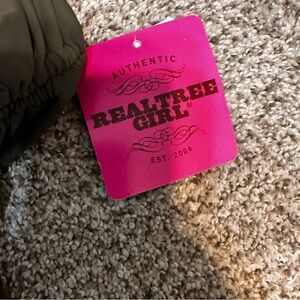 AUTHENTIC
REALTREE
GIRL®
EST. 2006